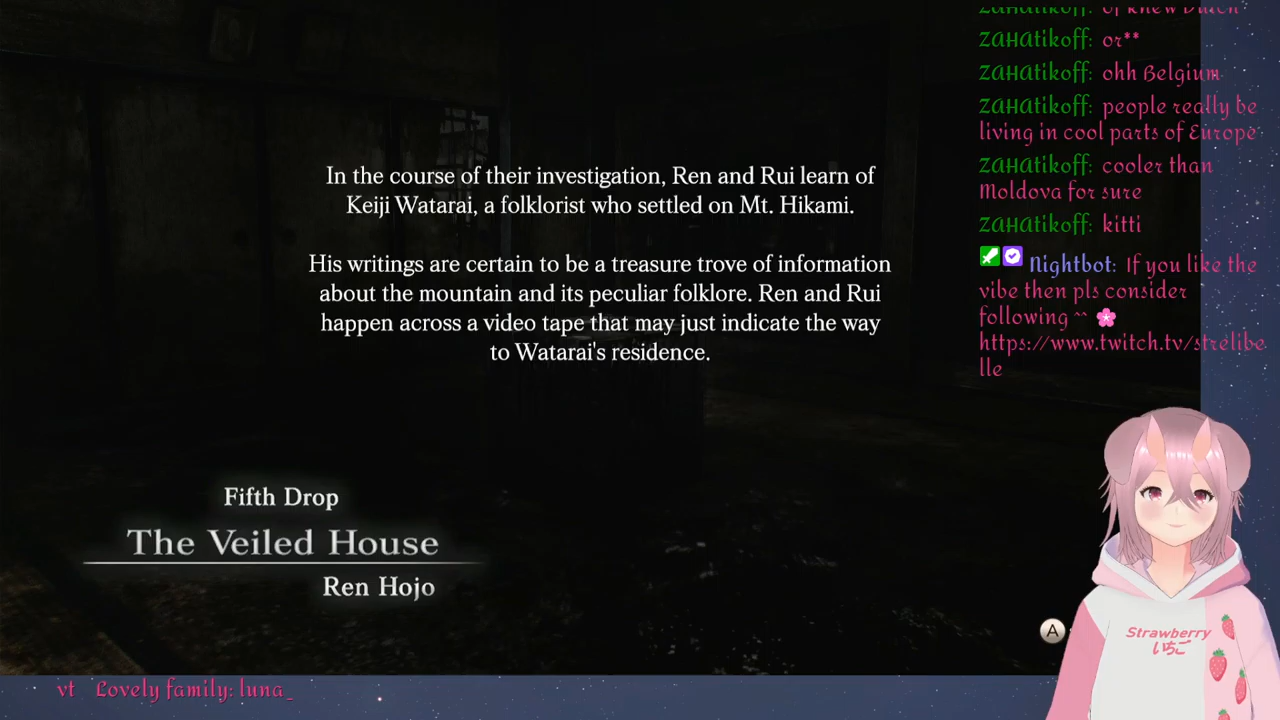 In the course of their investigation, Ren and Rui learn of
Keiji Watarai, a folklorist who settled on Mt. Hikami.
His writings are certain to be a treasure trove of information
about the mountain and its peculiar folklore. Ren and Rui
happen across a video tape that may just indicate the way
to Watarai's residence.
Fifth Drop
The Veiled House
Ren Hojo
A
zaHatikoff: or knew Dutch
zaHatikoff: or**
zaHatikoff: ohh Belgium
zaHatikoff: people really be
living in cool parts of Europe
zaHatikoff: cooler than
Moldova for sure
zaHatikoff: kitti
Nightbot: If you like the
vibe then pls consider
following ^^
https://www.twitch.tv/strelibe
lle
Strawberry
いちご
vt Lovely family: luna_